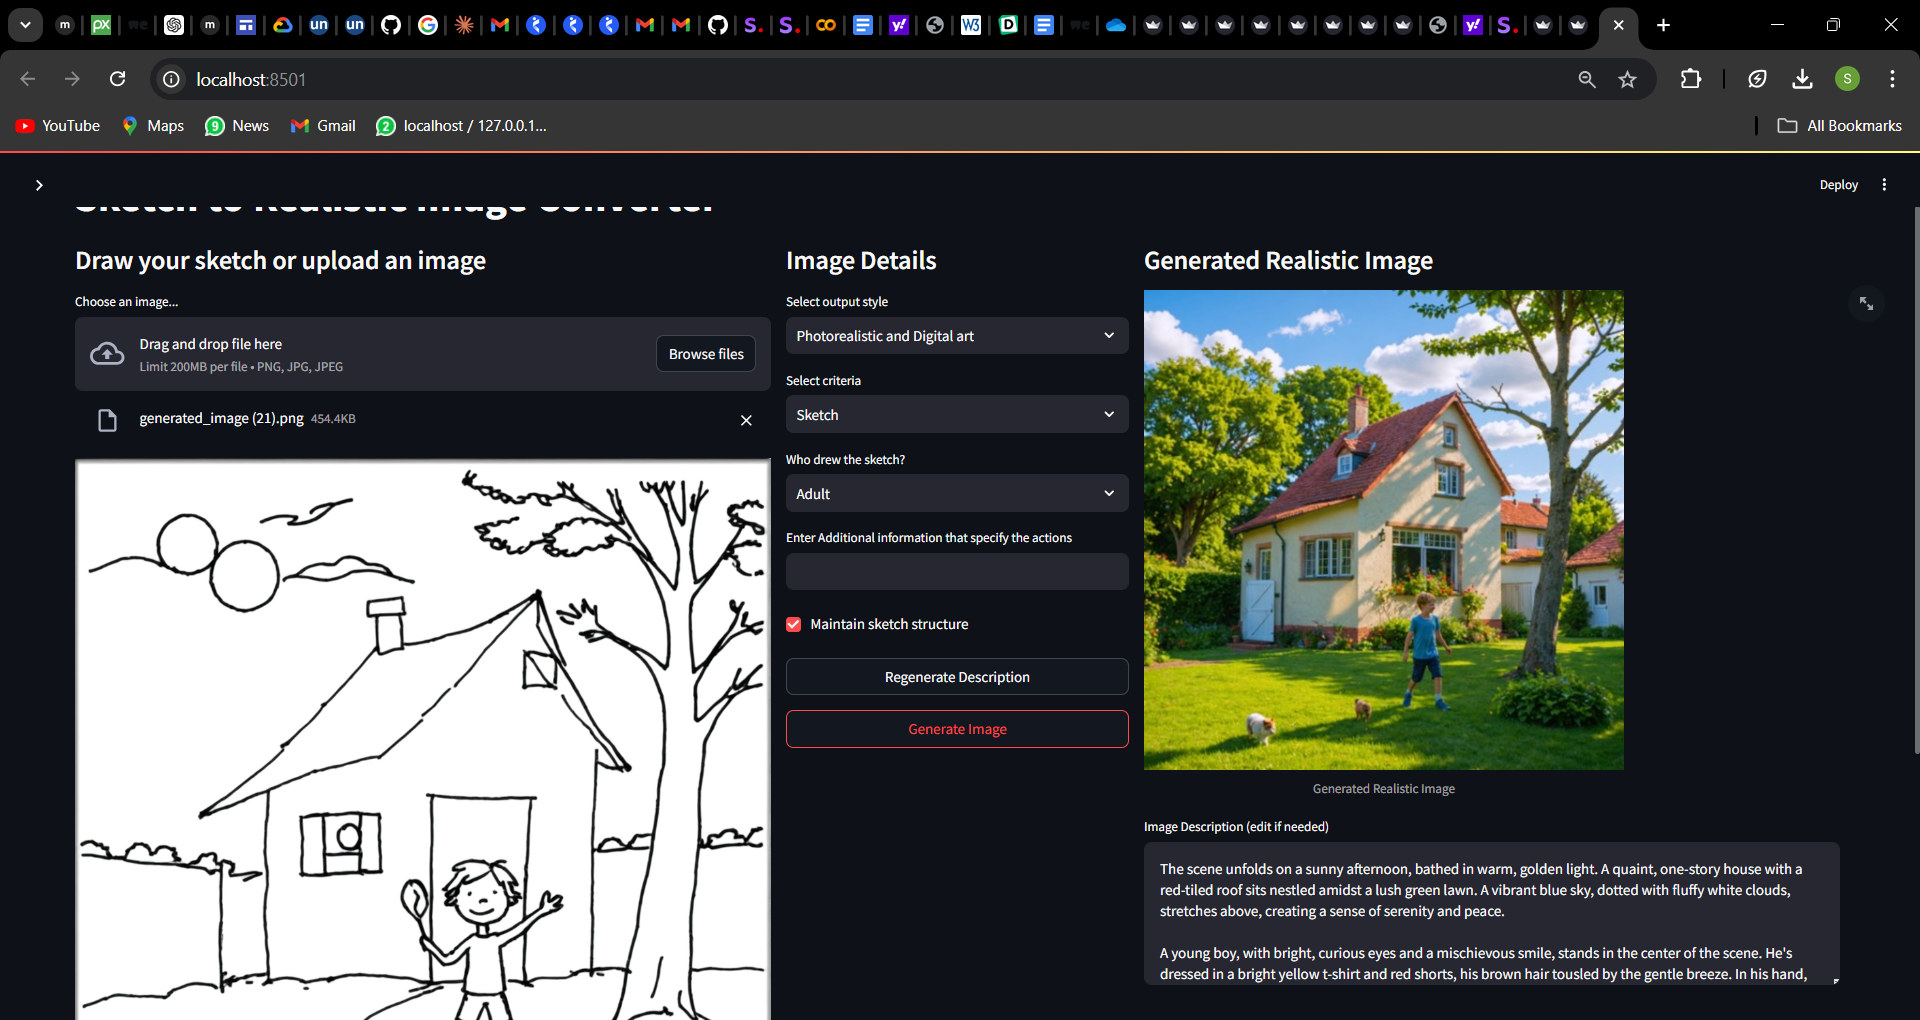 localhost:8501
YouTube
Maps
News
Gmail
localhost / 127.0.0.1...
All Bookmarks
Deploy
Sketch to Realistic Image Converter
Draw your sketch or upload an image
Choose an image...
Drag and drop file here
Limit 200MB per file • PNG, JPG, JPEG
Browse files
generated_image (21).png 454.4KB
Image Details
Select output style
Photorealistic and Digital art
Select criteria
Sketch
Who drew the sketch?
Adult
Enter Additional information that specify the actions
Maintain sketch structure
Regenerate Description
Generate Image
Generated Realistic Image
Generated Realistic Image
Image Description (edit if needed)
The scene unfolds on a sunny afternoon, bathed in warm, golden light. A quaint, one-story house with a
red-tiled roof sits nestled amidst a lush green lawn. A vibrant blue sky, dotted with fluffy white clouds,
stretches above, creating a sense of serenity and peace.
A young boy, with bright, curious eyes and a mischievous smile, stands in the center of the scene. He's
dressed in a bright yellow t-shirt and red shorts, his brown hair tousled by the gentle breeze. In his hand,